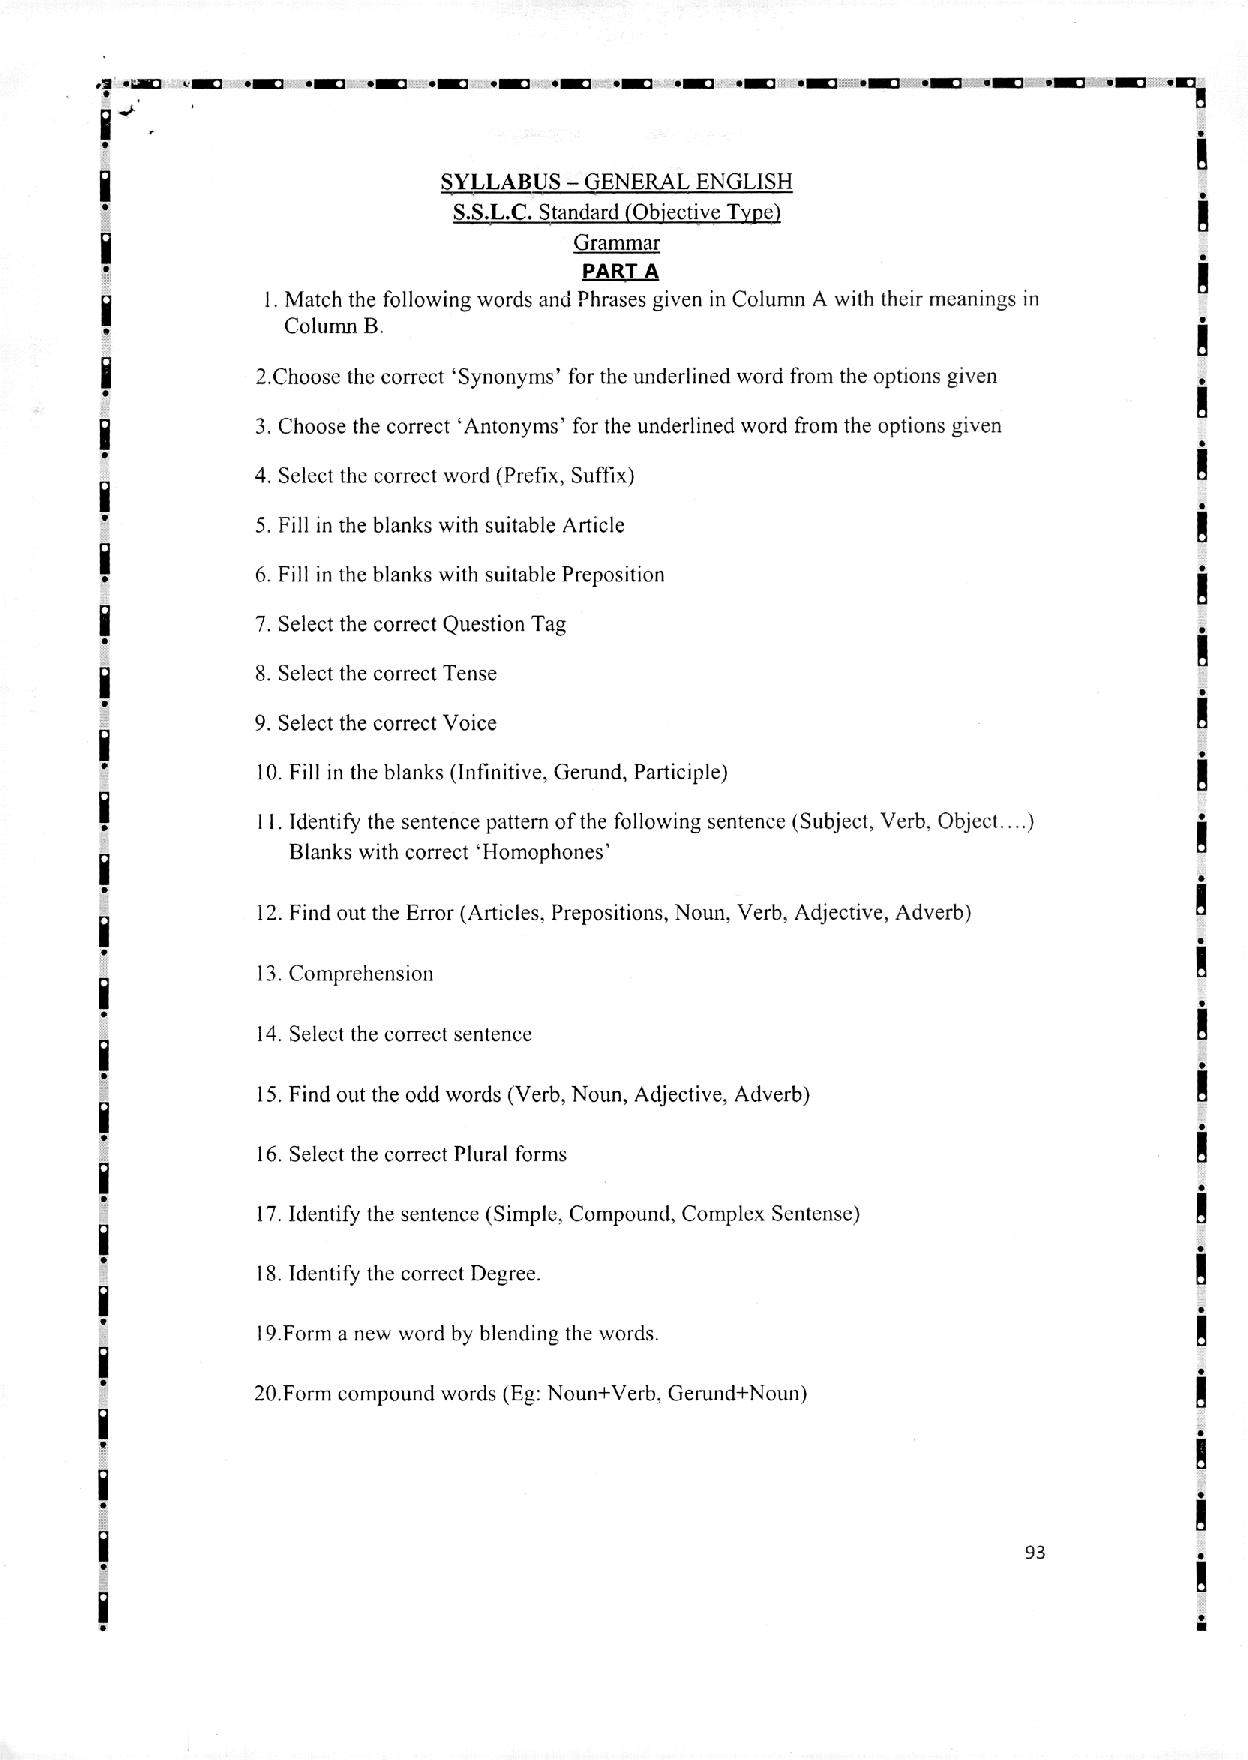 SYLLABUS – GENERAL ENGLISH
S.S.L.C. Standard (Objective Type)
Grammar
PART A
1. Match the following words and Phrases given in Column A with their meanings in
Column B.
2.Choose the correct ‘Synonyms’ for the underlined word from the options given
3. Choose the correct ‘Antonyms’ for the underlined word from the options given
4. Select the correct word (Prefix, Suffix)
5. Fill in the blanks with suitable Article
6. Fill in the blanks with suitable Preposition
7. Select the correct Question Tag
8. Select the correct Tense
9. Select the correct Voice
10. Fill in the blanks (Infinitive, Gerund, Participle)
11. Identify the sentence pattern of the following sentence (Subject, Verb, Object....)
Blanks with correct ‘Homophones’
12. Find out the Error (Articles, Prepositions, Noun, Verb, Adjective, Adverb)
13. Comprehension
14. Select the correct sentence
15. Find out the odd words (Verb, Noun, Adjective, Adverb)
16. Select the correct Plural forms
17. Identify the sentence (Simple, Compound, Complex Sentense)
18. Identify the correct Degree.
19.Form a new word by blending the words.
20.Form compound words (Eg: Noun+Verb, Gerund+Noun)
93